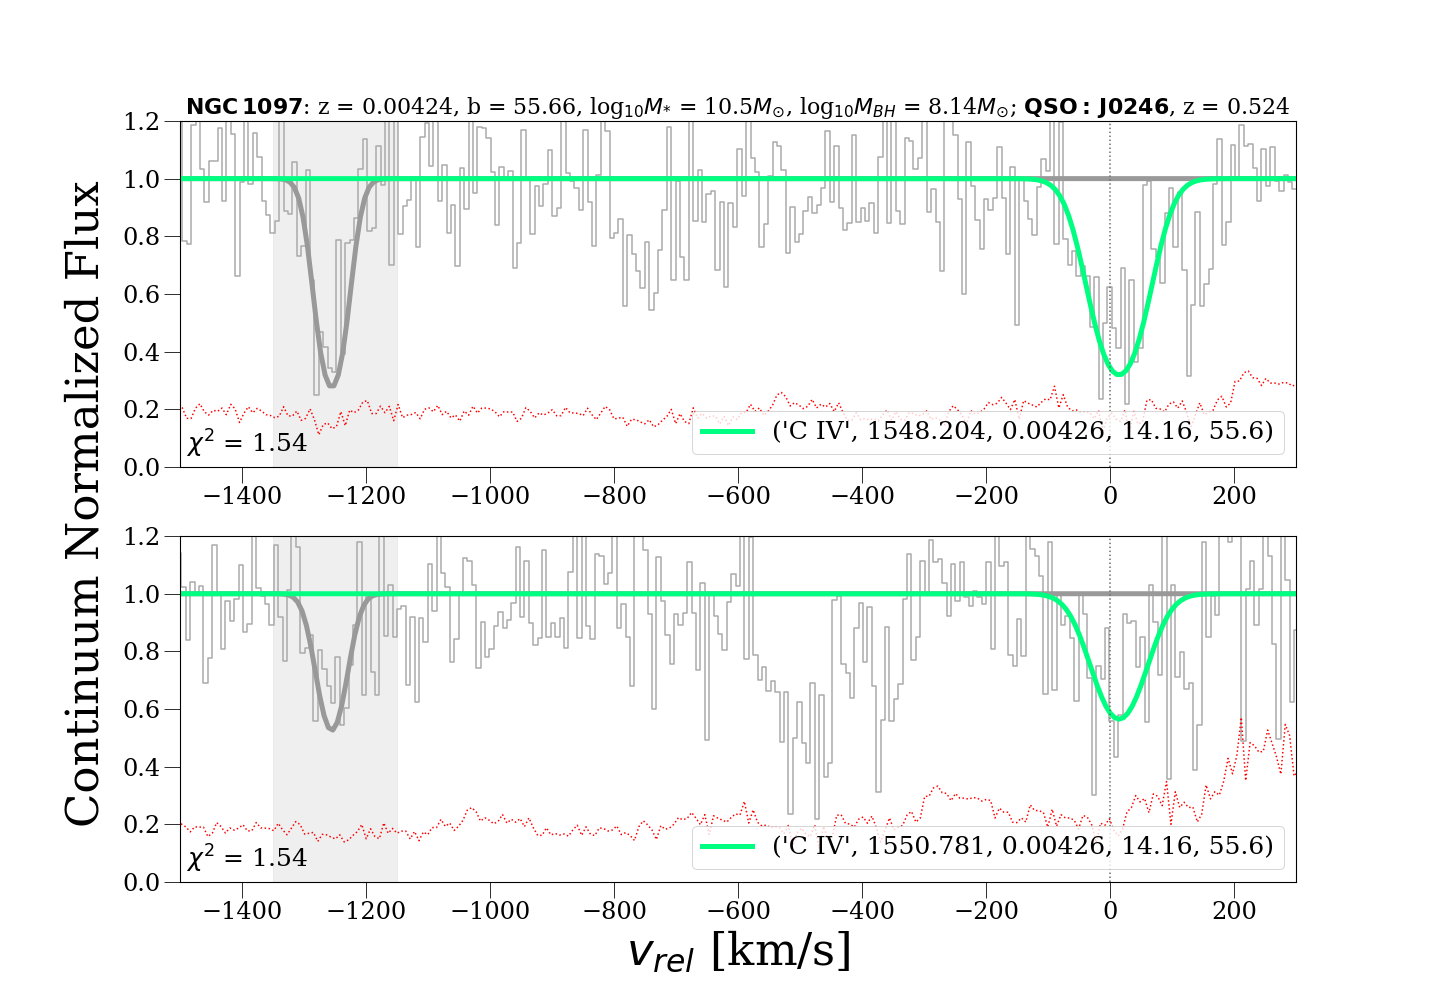 NGC 1097: z = 0.00424, b = 55.66, log₁₀M* = 10.5M⊙, log₁₀M_BH = 8.14M⊙; QSO : J0246, z = 0.524
Continuum Normalized Flux
1.2
1.0
0.8
0.6
0.4
0.2
0.0
χ² = 1.54
('C IV', 1548.204, 0.00426, 14.16, 55.6)
−1400 −1200 −1000 −800 −600 −400 −200 0 200
1.2
1.0
0.8
0.6
0.4
0.2
0.0
χ² = 1.54
('C IV', 1550.781, 0.00426, 14.16, 55.6)
−1400 −1200 −1000 −800 −600 −400 −200 0 200
v_rel [km/s]